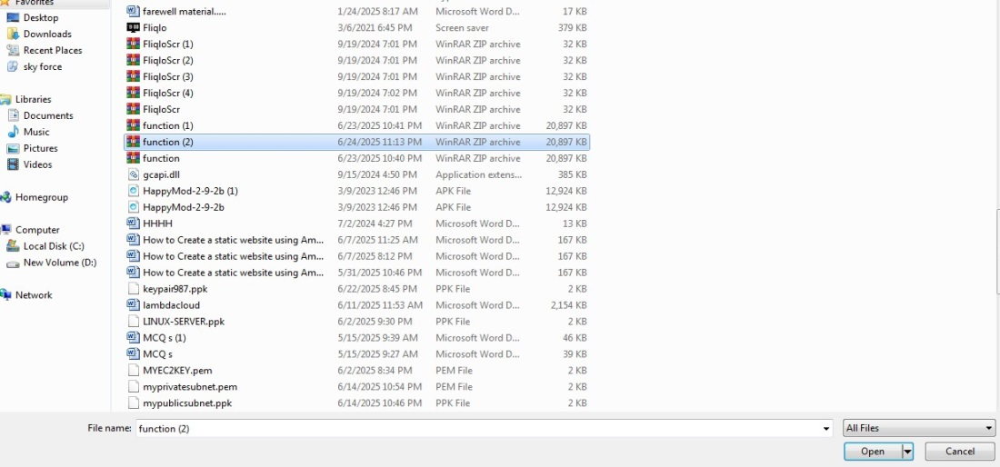 Favorites
Desktop
Downloads
Recent Places
sky force
Libraries
Documents
Music
Pictures
Videos
Homegroup
Computer
Local Disk (C:)
New Volume (D:)
Network
farewell material..... 1/24/2025 8:17 AM Microsoft Word D... 17 KB
Fliqlo 3/6/2021 6:45 PM Screen saver 379 KB
FliqloScr (1) 9/19/2024 7:01 PM WinRAR ZIP archive 32 KB
FliqloScr (2) 9/19/2024 7:01 PM WinRAR ZIP archive 32 KB
FliqloScr (3) 9/19/2024 7:01 PM WinRAR ZIP archive 32 KB
FliqloScr (4) 9/19/2024 7:02 PM WinRAR ZIP archive 32 KB
FliqloScr 9/19/2024 7:01 PM WinRAR ZIP archive 32 KB
function (1) 6/23/2025 10:41 PM WinRAR ZIP archive 20,897 KB
function (2) 6/24/2025 11:13 PM WinRAR ZIP archive 20,897 KB
function 6/23/2025 10:40 PM WinRAR ZIP archive 20,897 KB
gcapi.dll 9/15/2024 4:50 PM Application extens... 385 KB
HappyMod-2-9-2b (1) 3/9/2023 12:46 PM APK File 12,924 KB
HappyMod-2-9-2b 3/9/2023 12:46 PM APK File 12,924 KB
HHHH 7/2/2024 4:27 PM Microsoft Word D... 13 KB
How to Create a static website using Am... 6/7/2025 11:25 AM Microsoft Word D... 167 KB
How to Create a static website using Am... 6/7/2025 8:12 PM Microsoft Word D... 167 KB
How to Create a static website using Am... 5/31/2025 10:46 PM Microsoft Word D... 167 KB
keypair987.ppk 6/22/2025 8:45 PM PPK File 2 KB
lambdacloud 6/11/2025 11:53 AM Microsoft Word D... 2,154 KB
LINUX-SERVER.ppk 6/2/2025 9:30 PM PPK File 2 KB
MCQ s (1) 5/15/2025 9:39 AM Microsoft Word D... 46 KB
MCQ s 5/15/2025 9:27 AM Microsoft Word D... 39 KB
MYEC2KEY.pem 6/2/2025 8:34 PM PEM File 2 KB
myprivatesubnet.pem 6/14/2025 10:54 PM PEM File 2 KB
mypublicsubnet.ppk 6/14/2025 10:46 PM PPK File 2 KB
File name: function (2) All Files
Open Cancel